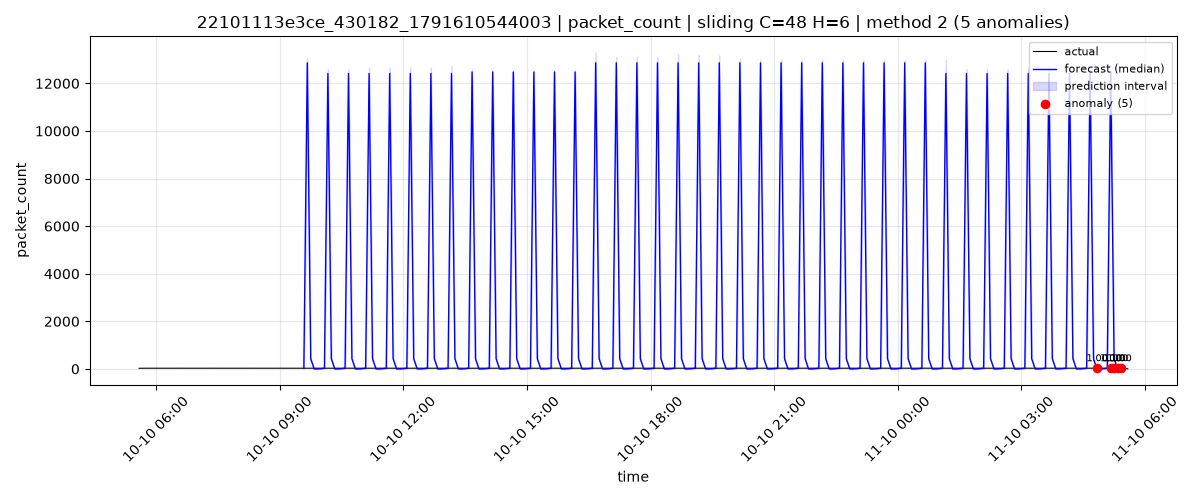 22101113e3ce_430182_1791610544003 | packet_count | sliding C=48 H=6 | method 2 (5 anomalies)
actual
forecast (median)
prediction interval
anomaly (5)
packet_count
12000
10000
8000
6000
4000
2000
0
10-10 06:00
10-10 09:00
10-10 12:00
10-10 15:00
10-10 18:00
10-10 21:00
11-10 00:00
11-10 03:00
11-10 06:00
time